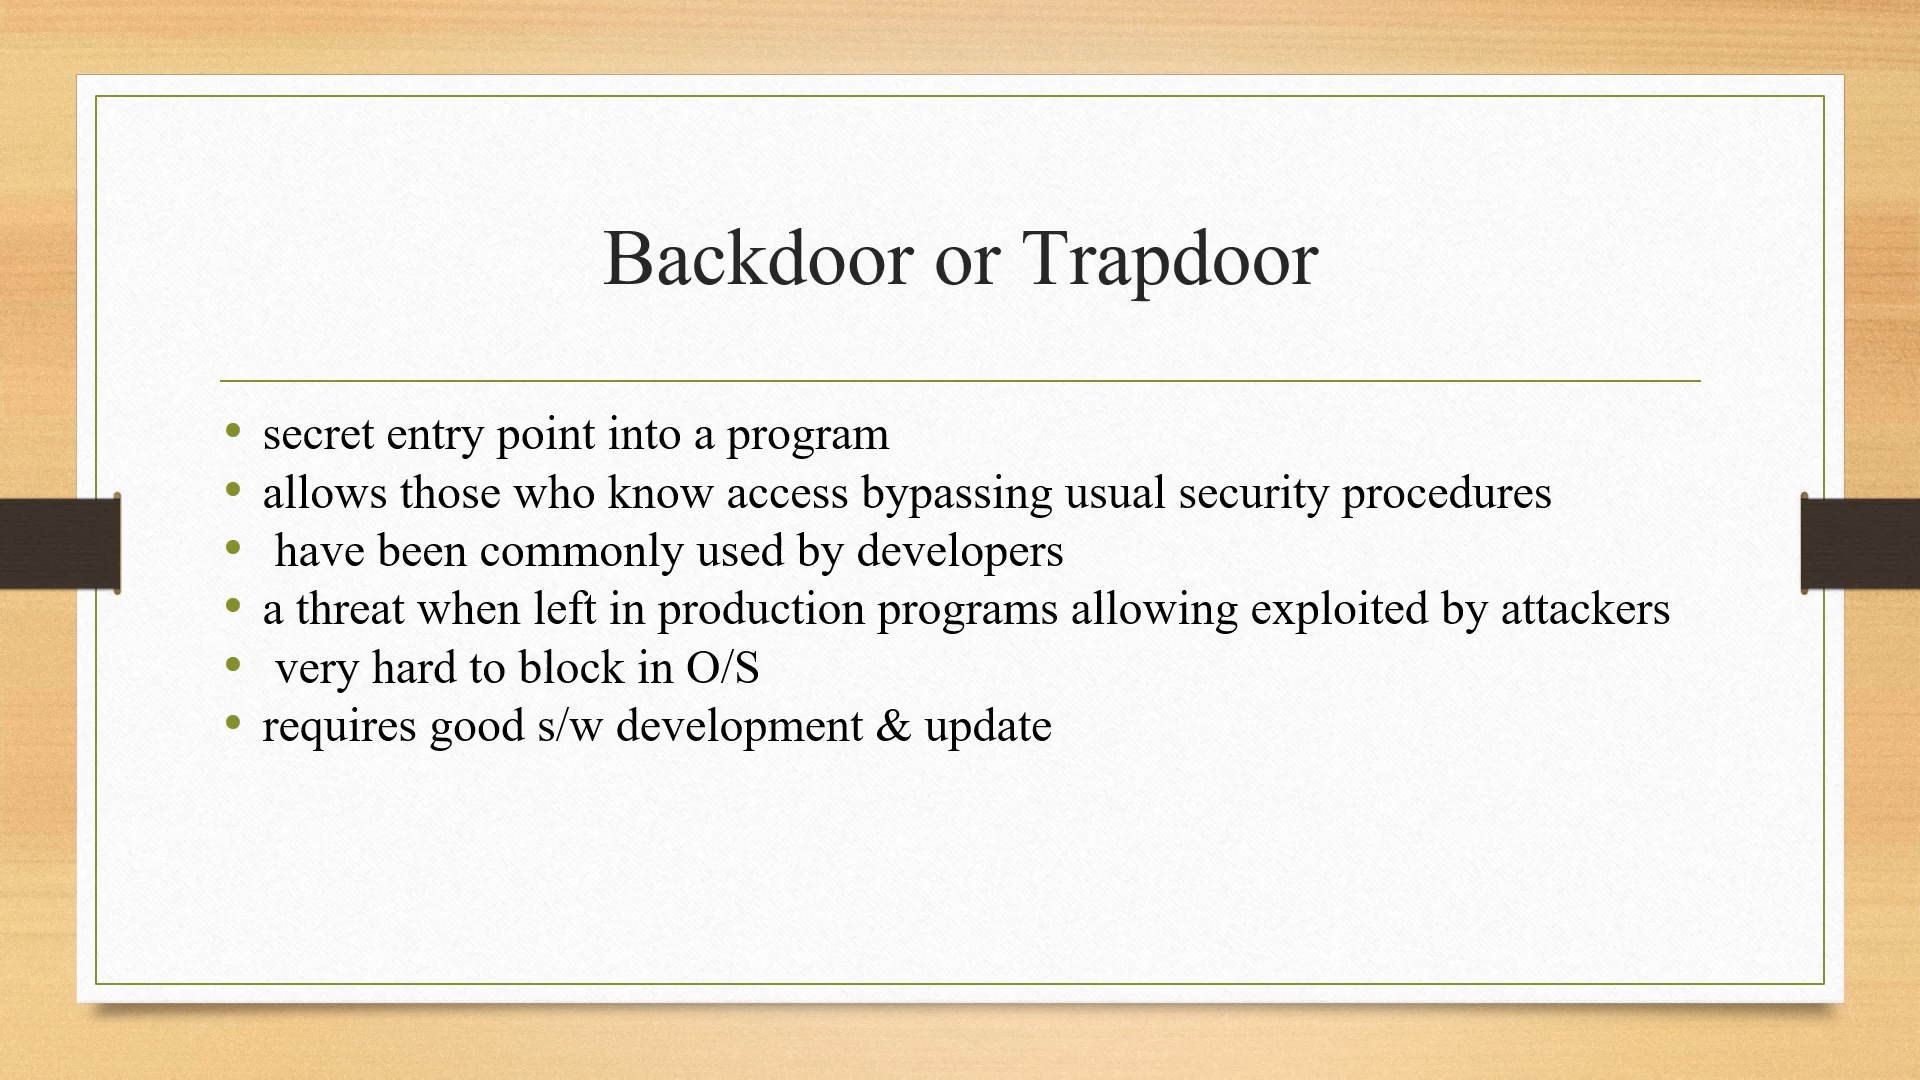 Backdoor or Trapdoor
• secret entry point into a program
• allows those who know access bypassing usual security procedures
• have been commonly used by developers
• a threat when left in production programs allowing exploited by attackers
• very hard to block in O/S
• requires good s/w development & update